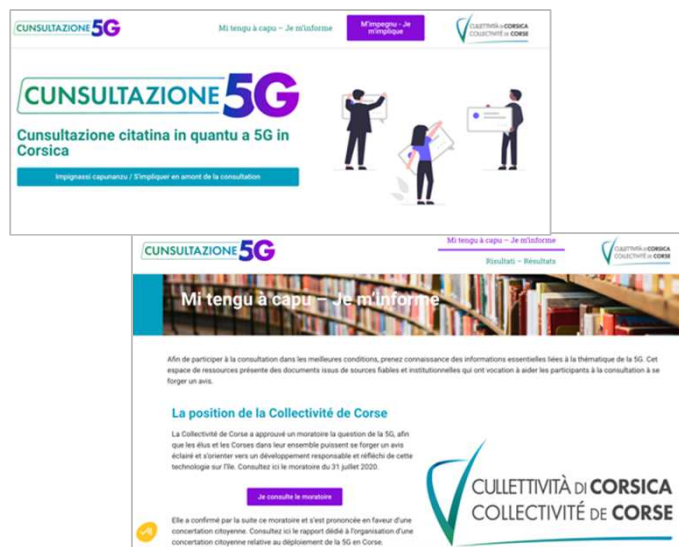 CUNSULTAZIONE 5G
Mi tengu à capu – Je m'informe
M'impegnu - Je
m'implique
CULLETTIVITÀ DI CORSICA
COLLECTIVITÉ DE CORSE
CUNSULTAZIONE 5G
Cunsultazione citatina in quantu a 5G in
Corsica
Impignassi capunanzu / S'impliquer en amont de la consultation
CUNSULTAZIONE 5G
Mi tengu à capu – Je m'informe
Risultati – Résultats
CULLETTIVITÀ DI CORSICA
COLLECTIVITÉ DE CORSE
Mi tengu à capu – Je m'informe
Afin de participer à la consultation dans les meilleures conditions, prenez connaissance des informations essentielles liées à la thématique de la 5G. Cet
espace de ressources présente des documents issus de sources fiables et institutionnelles qui ont vocation à aider les participants à la consultation à se
forger un avis.
La position de la Collectivité de Corse
La Collectivité de Corse a approuvé un moratoire la question de la 5G, afin
que les élus et les Corses dans leur ensemble puissent se forger un avis
éclairé et s'orienter vers un développement responsable et réfléchi de cette
technologie sur l'île. Consultez ici le moratoire du 31 juillet 2020.
Je consulte le moratoire
Elle a confirmé par la suite ce moratoire et s'est prononcée en faveur d'une
concertation citoyenne. Consultez ici le rapport dédié à l'organisation d'une
concertation citoyenne relative au déploiement de la 5G en Corse.
CULLETTIVITÀ DI CORSICA
COLLECTIVITÉ DE CORSE